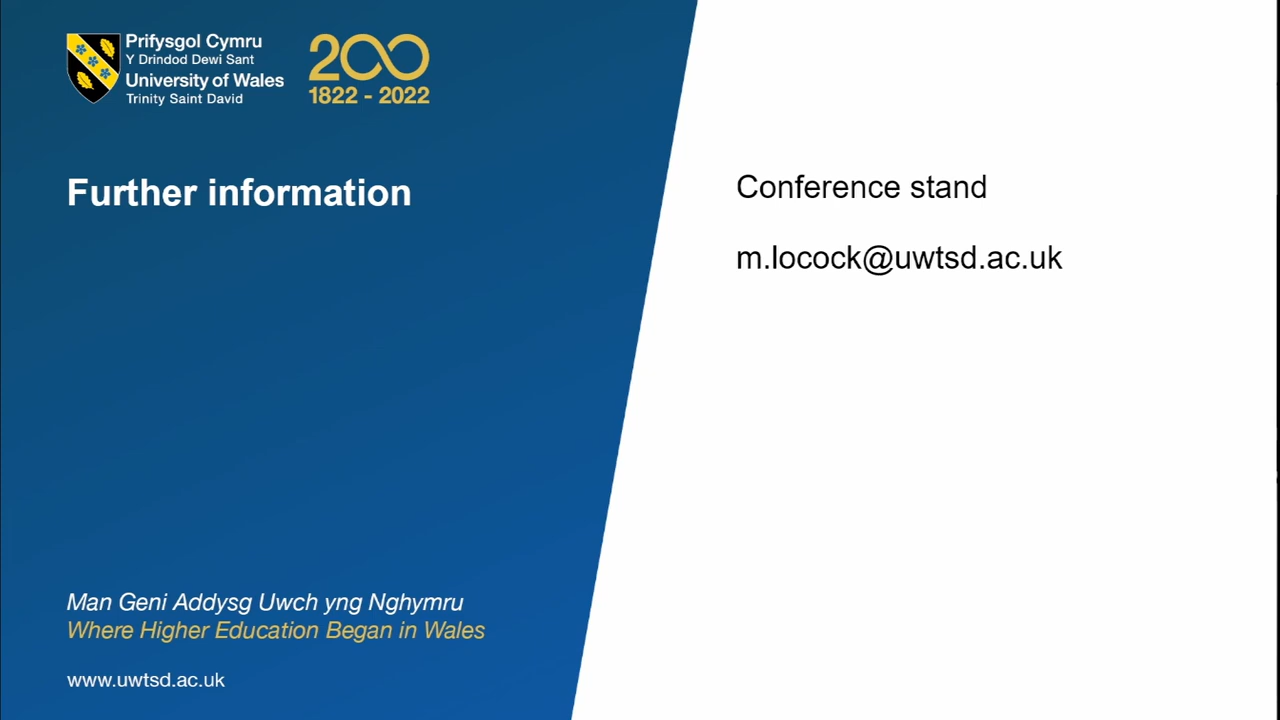 Prifysgol Cymru
Y Drindod Dewi Sant
University of Wales
Trinity Saint David
200
1822 - 2022
Further information
Conference stand
m.locock@uwtsd.ac.uk
Man Geni Addysg Uwch yng Nghymru
Where Higher Education Began in Wales
www.uwtsd.ac.uk